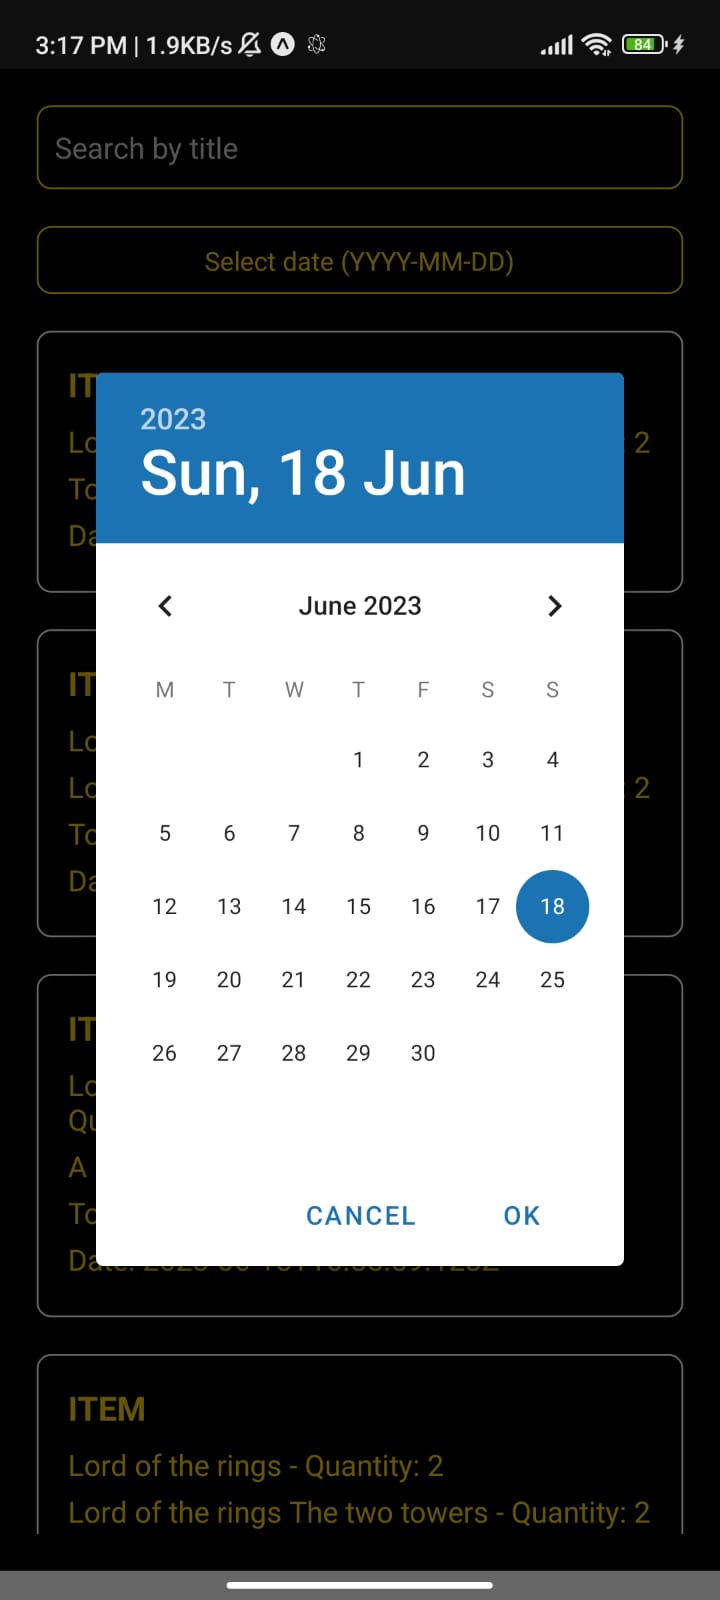 3:17 PM | 1.9KB/s
84
Search by title
Select date (YYYY-MM-DD)
2023
Sun, 18 Jun
2
June 2023
M T W T F S S
1 2 3 4
5 6 7 8 9 10 11
2
12 13 14 15 16 17 18
19 20 21 22 23 24 25
26 27 28 29 30
A
CANCEL OK
ITEM
Lord of the rings - Quantity: 2
Lord of the rings The two towers - Quantity: 2